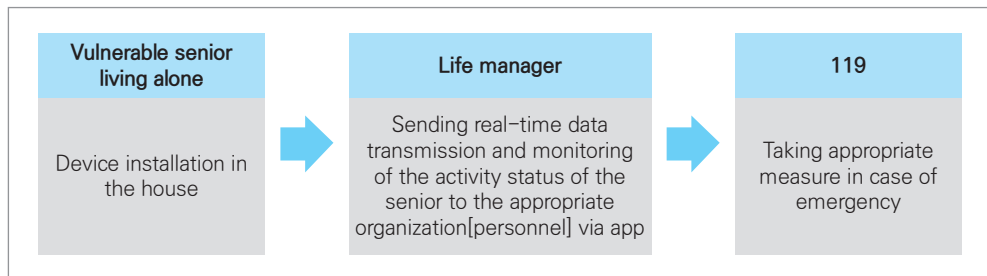 Vulnerable senior
living alone
Device installation in
the house
Life manager
Sending real-time data
transmission and monitoring
of the activity status of the
senior to the appropriate
organization[personnel] via app
119
Taking appropriate
measure in case of
emergency